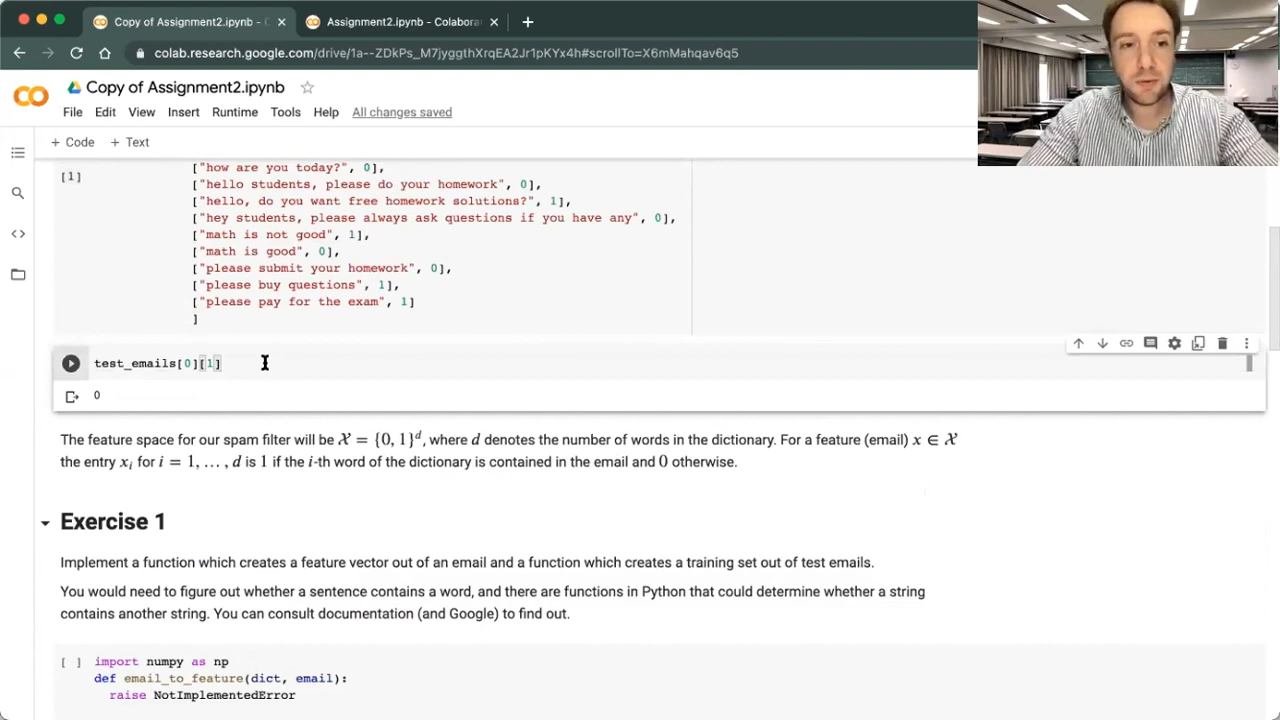 Copy of Assignment2.ipynb - C
Assignment2.ipynb - Colabora
colab.research.google.com/drive/1a--ZDkPs_M7jyggthXrqEA2Jr1pKYx4h#scrollTo=X6mMahqav6q5
CO
Copy of Assignment2.ipynb
File Edit View Insert Runtime Tools Help All changes saved
+ Code + Text
["how are you today?", 0],
[1]
["hello students, please do your homework", 0],
["hello, do you want free homework solutions?", 1],
["hey students, please always ask questions if you have any", 0],
["math is not good", 1],
["math is good", 0],
["please submit your homework", 0],
["please buy questions", 1],
["please pay for the exam", 1]
]
test_emails[0][1]
0
The feature space for our spam filter will be 𝒳 = {0, 1}ᵈ, where d denotes the number of words in the dictionary. For a feature (email) x ∈ 𝒳
the entry xᵢ for i = 1, … , d is 1 if the i-th word of the dictionary is contained in the email and 0 otherwise.
Exercise 1
Implement a function which creates a feature vector out of an email and a function which creates a training set out of test emails.
You would need to figure out whether a sentence contains a word, and there are functions in Python that could determine whether a string
contains another string. You can consult documentation (and Google) to find out.
[ ] import numpy as np
def email_to_feature(dict, email):
raise NotImplementedError